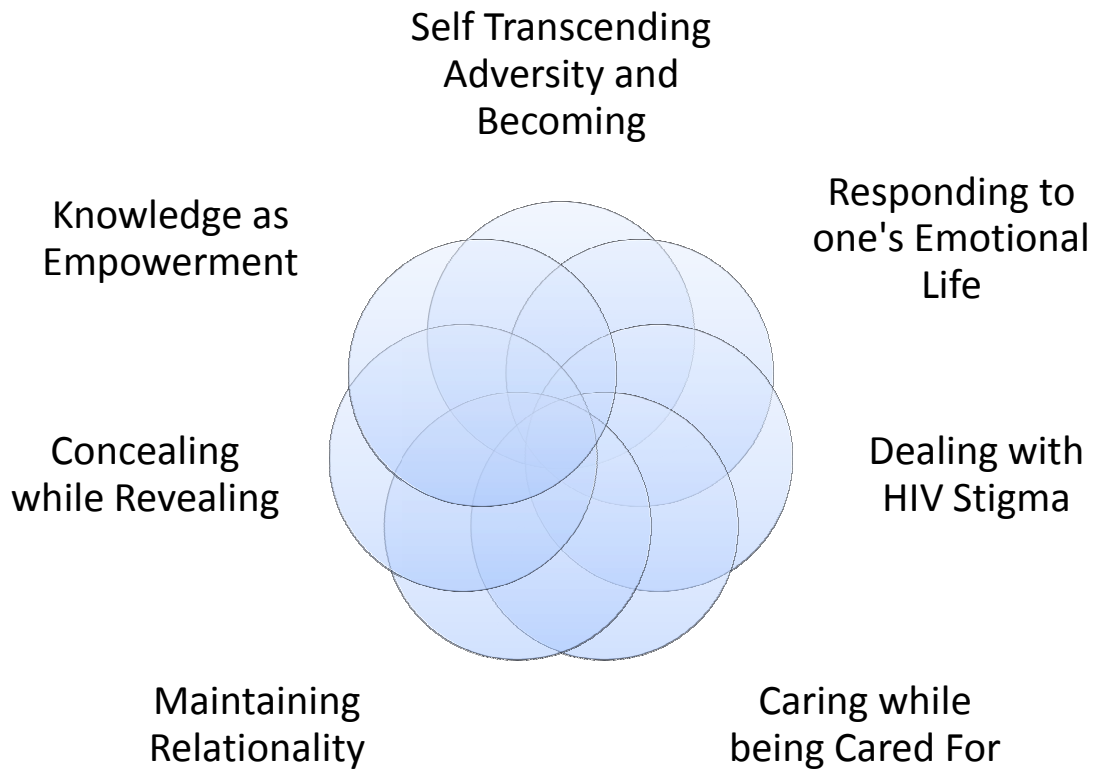 Self Transcending
Adversity and
Becoming
Knowledge as
Empowerment
Responding to
one's Emotional
Life
Concealing
while Revealing
Dealing with
HIV Stigma
Maintaining
Relationality
Caring while
being Cared For